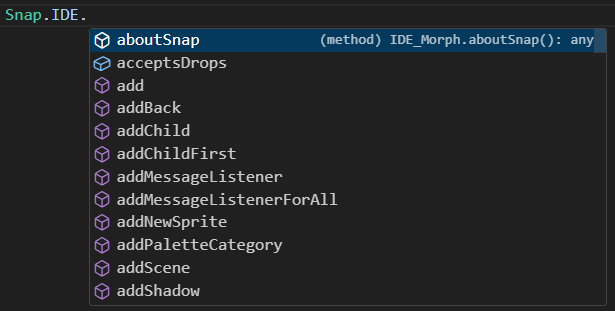 Snap.IDE.
aboutSnap (method) IDE_Morph.aboutSnap(): any
acceptsDrops
add
addBack
addChild
addChildFirst
addMessageListener
addMessageListenerForAll
addNewSprite
addPaletteCategory
addScene
addShadow